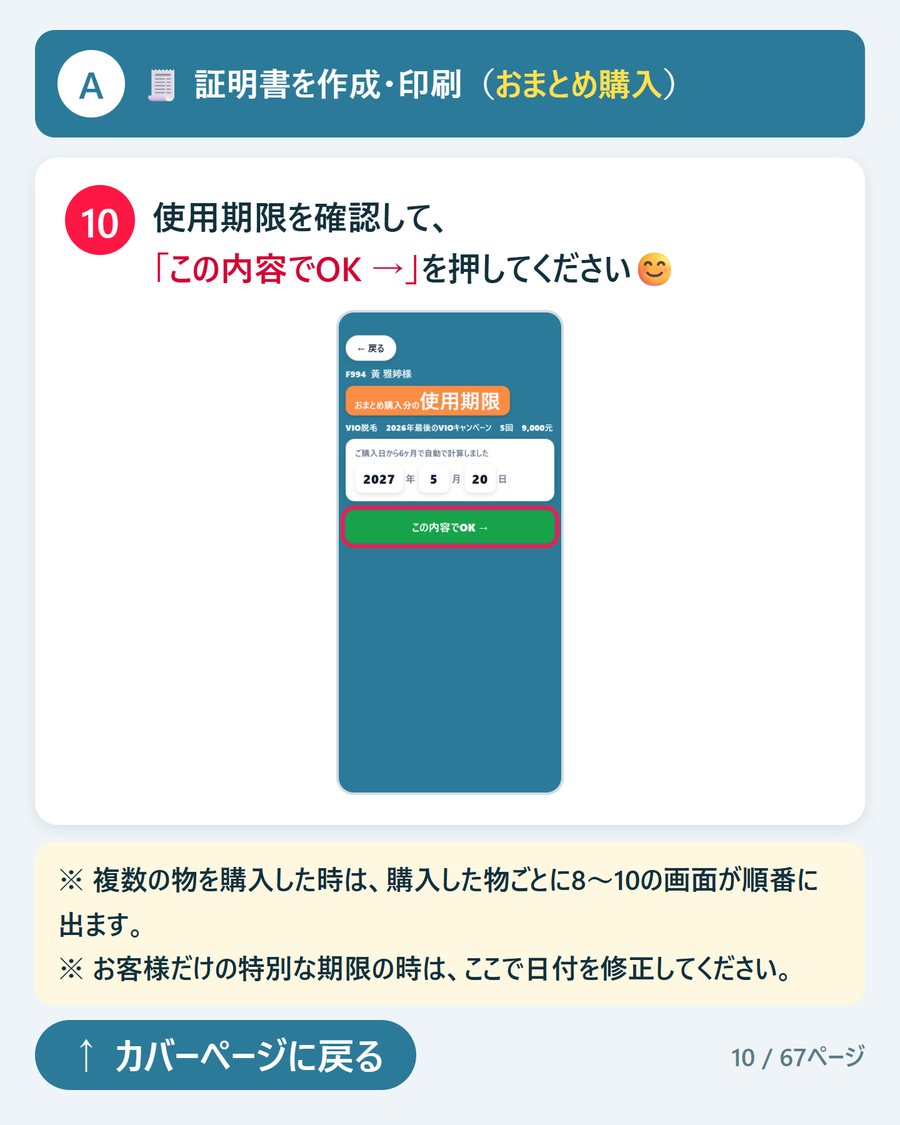 A 証明書を作成・印刷（おまとめ購入）
10 使用期限を確認して、
「この内容でOK →」を押してください
← 戻る
F994 黃 雅婷様
おまとめ購入分の使用期限
VIO脱毛 2026年最後のVIOキャンペーン 5回 9,000元
ご購入日から6ヶ月で自動で計算しました
2027 年 5 月 20 日
この内容でOK →
※ 複数の物を購入した時は、購入した物ごとに8〜10の画面が順番に
出ます。
※ お客様だけの特別な期限の時は、ここで日付を修正してください。
↑ カバーページに戻る
10 / 67ページ